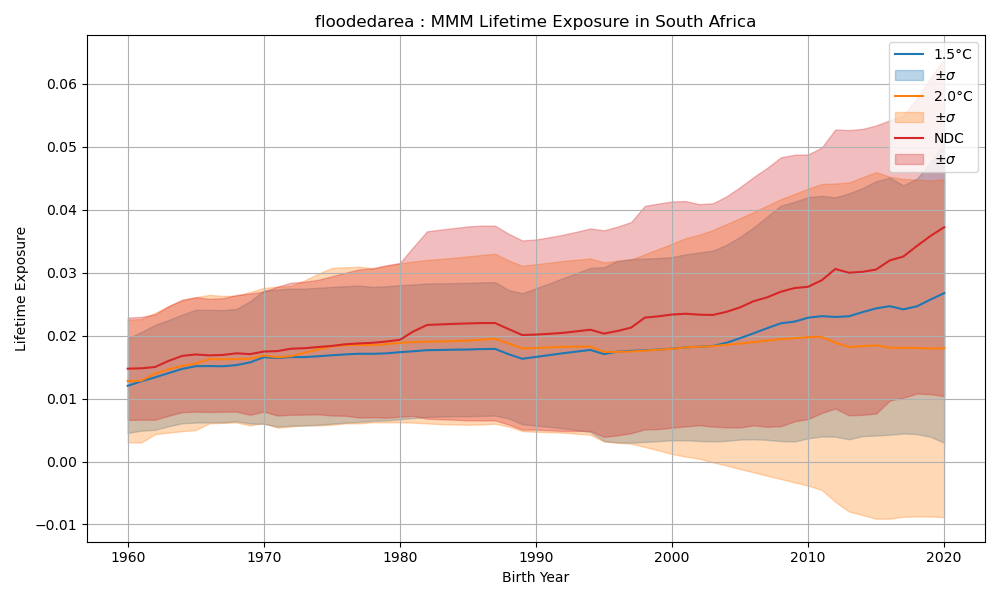 floodedarea : MMM Lifetime Exposure in South Africa
Lifetime Exposure
0.06
0.05
0.04
0.03
0.02
0.01
0.00
−0.01
1.5°C
±σ
2.0°C
±σ
NDC
±σ
1960 1970 1980 1990 2000 2010 2020
Birth Year